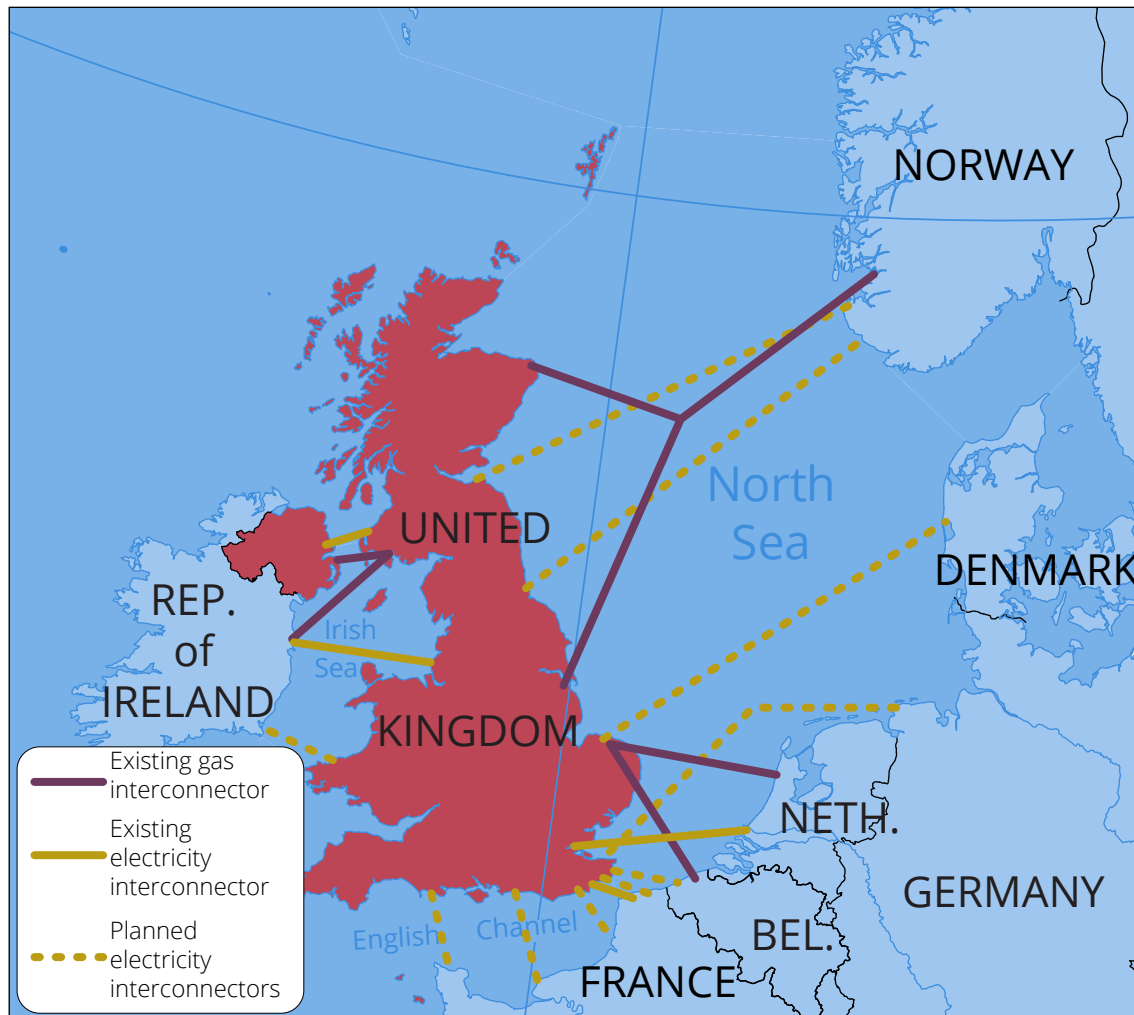 NORWAY
North
Sea
UNITED
DENMARK
REP.
of
IRELAND
Irish
Sea
KINGDOM
NETH.
GERMANY
BEL.
FRANCE
English
Channel
Existing gas
interconnector
Existing
electricity
interconnector
Planned
electricity
interconnectors